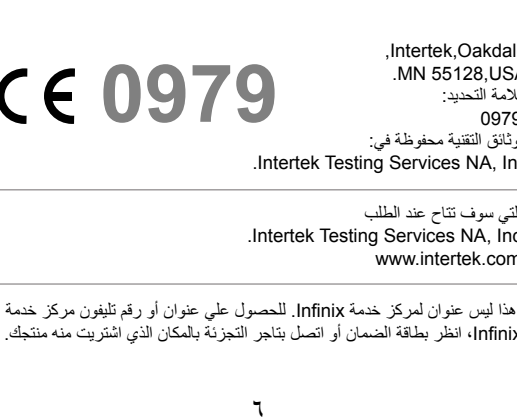 ,Intertek,Oakdal
.MN 55128,USA
لامة التحديد:
0979
وثائق التقنية محفوظة في:
.Intertek Testing Services NA, In
CE 0979
لتي سوف تتاح عند الطلب
.Intertek Testing Services NA, Inc
www.intertek.com
هذا ليس عنوان لمركز خدمة Infinix. للحصول علي عنوان أو رقم تليفون مركز خدمة
Infinix، انظر بطاقة الضمان أو اتصل بتاجر التجزئة بالمكان الذي اشتريت منه منتجك.
٦